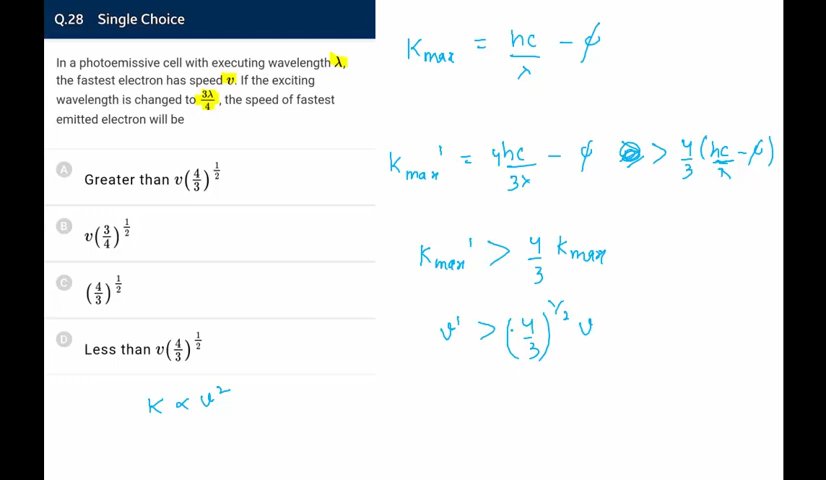 Q.28 Single Choice
In a photoemissive cell with executing wavelength λ,
the fastest electron has speed v. If the exciting
wavelength is changed to 3λ/4, the speed of fastest
emitted electron will be
A Greater than v(4/3)^1/2
B v(3/4)^1/2
C (4/3)^1/2
D Less than v(4/3)^1/2
K ∝ v²
Kmax = hc/λ − ϕ
Kmax' = 4hc/3λ − ϕ > 4/3 (hc/λ − ϕ)
Kmax' > 4/3 Kmax
v' > (4/3)^1/2 v